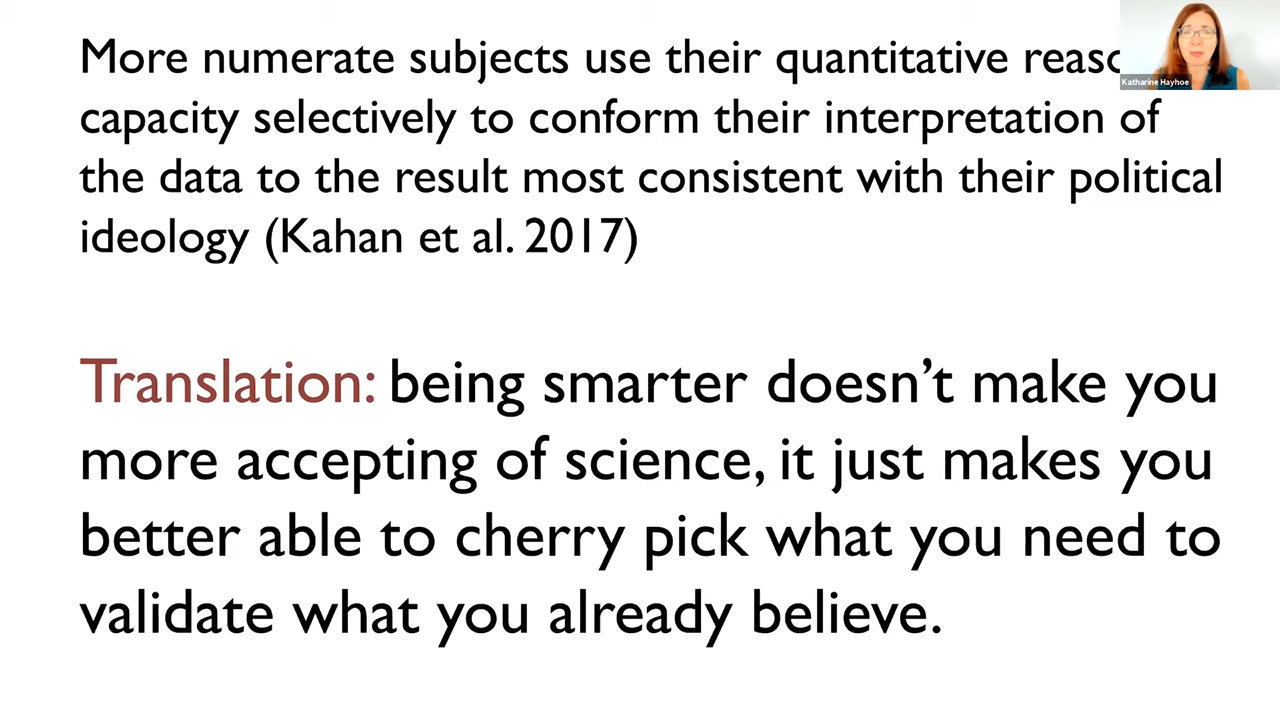 More numerate subjects use their quantitative
Katharine Hayhoe
capacity selectively to conform their interpretation of
the data to the result most consistent with their political
ideology (Kahan et al. 2017)
Translation: being smarter doesn’t make you
more accepting of science, it just makes you
better able to cherry pick what you need to
validate what you already believe.